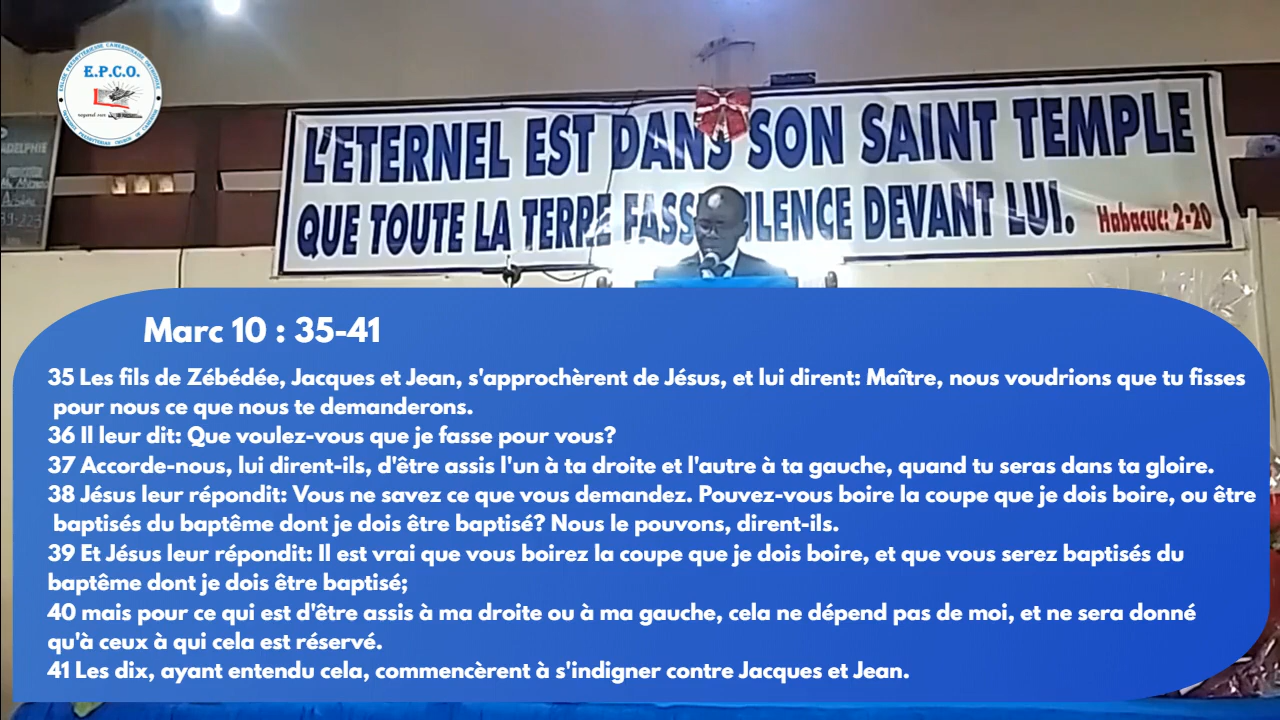 E.P.C.O.
ADELPHIE
L'ETERNEL EST DANS SON SAINT TEMPLE
QUE TOUTE LA TERRE FASSE SILENCE DEVANT LUI. Habacuc: 2-20
Marc 10 : 35-41
35 Les fils de Zébédée, Jacques et Jean, s'approchèrent de Jésus, et lui dirent: Maître, nous voudrions que tu fisses
pour nous ce que nous te demanderons.
36 Il leur dit: Que voulez-vous que je fasse pour vous?
37 Accorde-nous, lui dirent-ils, d'être assis l'un à ta droite et l'autre à ta gauche, quand tu seras dans ta gloire.
38 Jésus leur répondit: Vous ne savez ce que vous demandez. Pouvez-vous boire la coupe que je dois boire, ou être
baptisés du baptême dont je dois être baptisé? Nous le pouvons, dirent-ils.
39 Et Jésus leur répondit: Il est vrai que vous boirez la coupe que je dois boire, et que vous serez baptisés du
baptême dont je dois être baptisé;
40 mais pour ce qui est d'être assis à ma droite ou à ma gauche, cela ne dépend pas de moi, et ne sera donné
qu'à ceux à qui cela est réservé.
41 Les dix, ayant entendu cela, commencèrent à s'indigner contre Jacques et Jean.